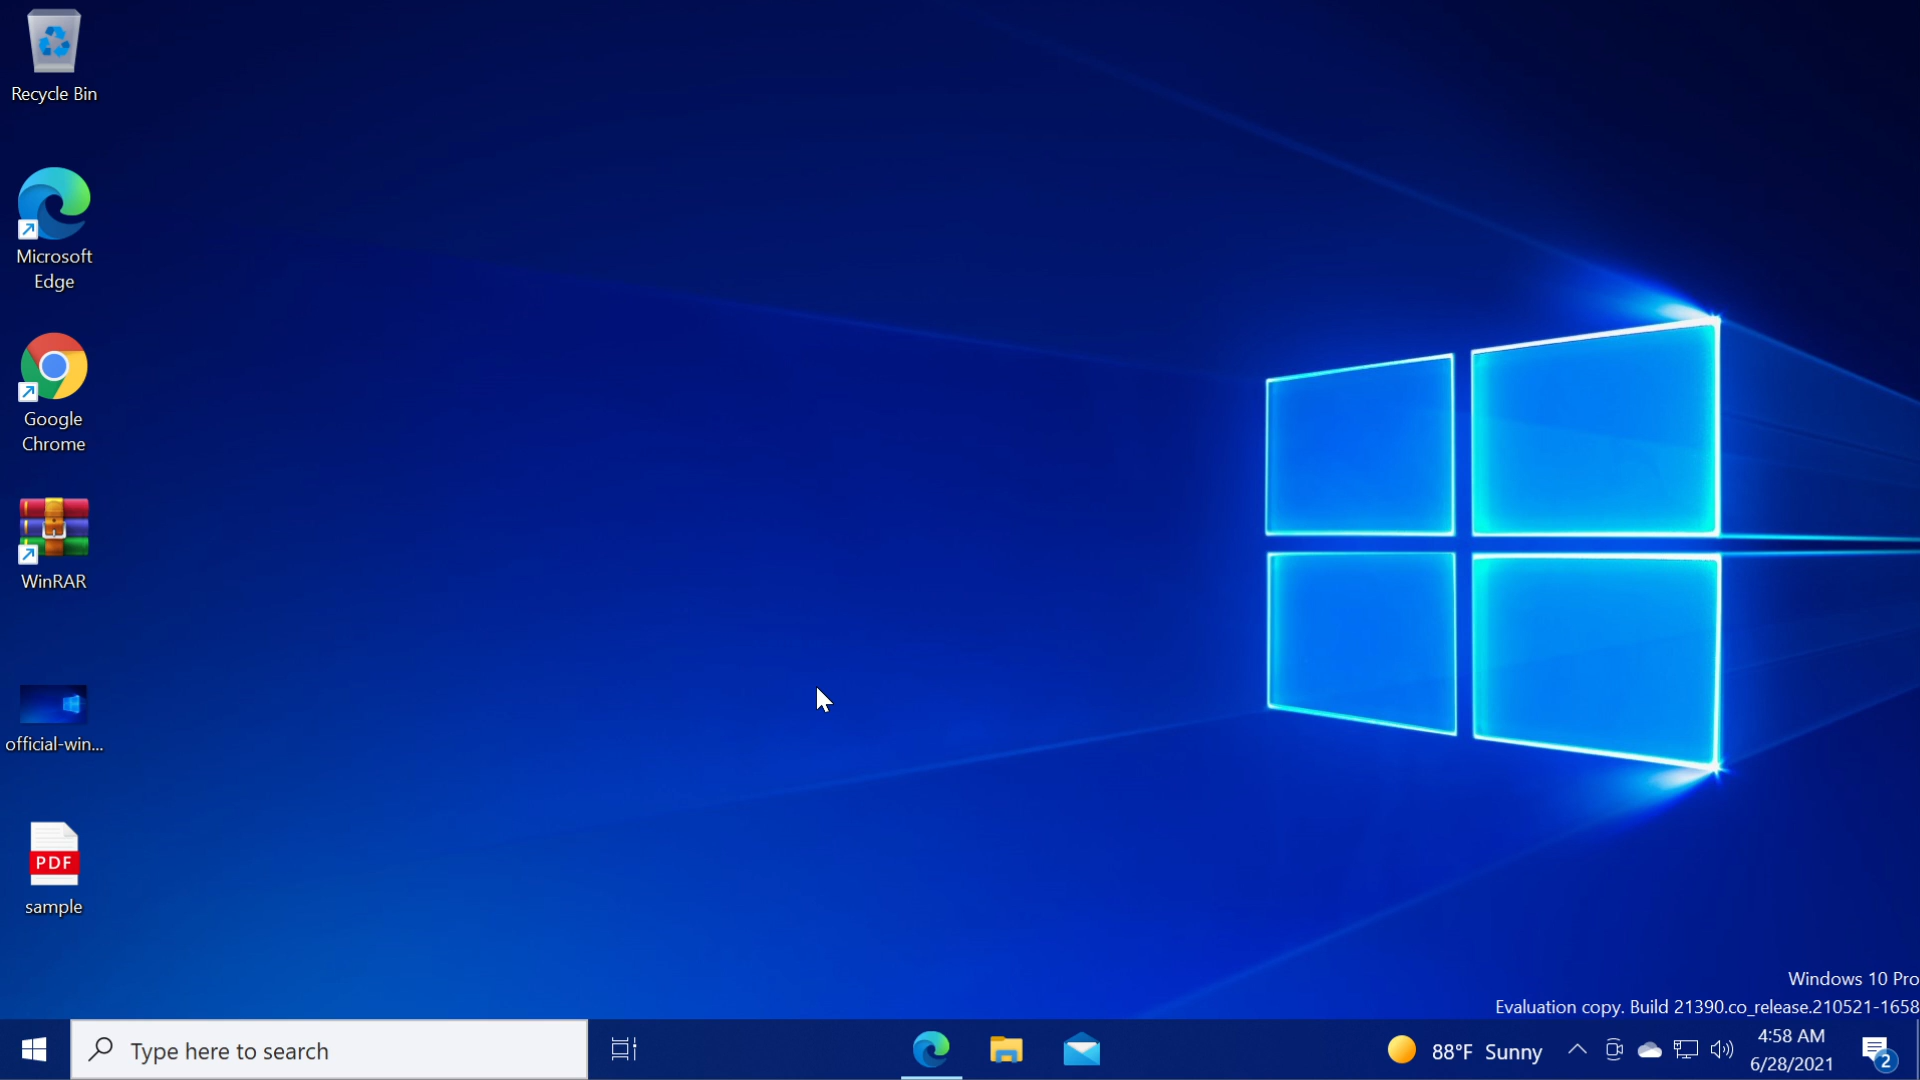 Recycle Bin
Microsoft
Edge
Google
Chrome
WinRAR
official-win...
PDF
sample
Windows 10 Pro
Evaluation copy. Build 21390.co_release.210521-1658
Type here to search
88°F Sunny
4:58 AM
6/28/2021
2